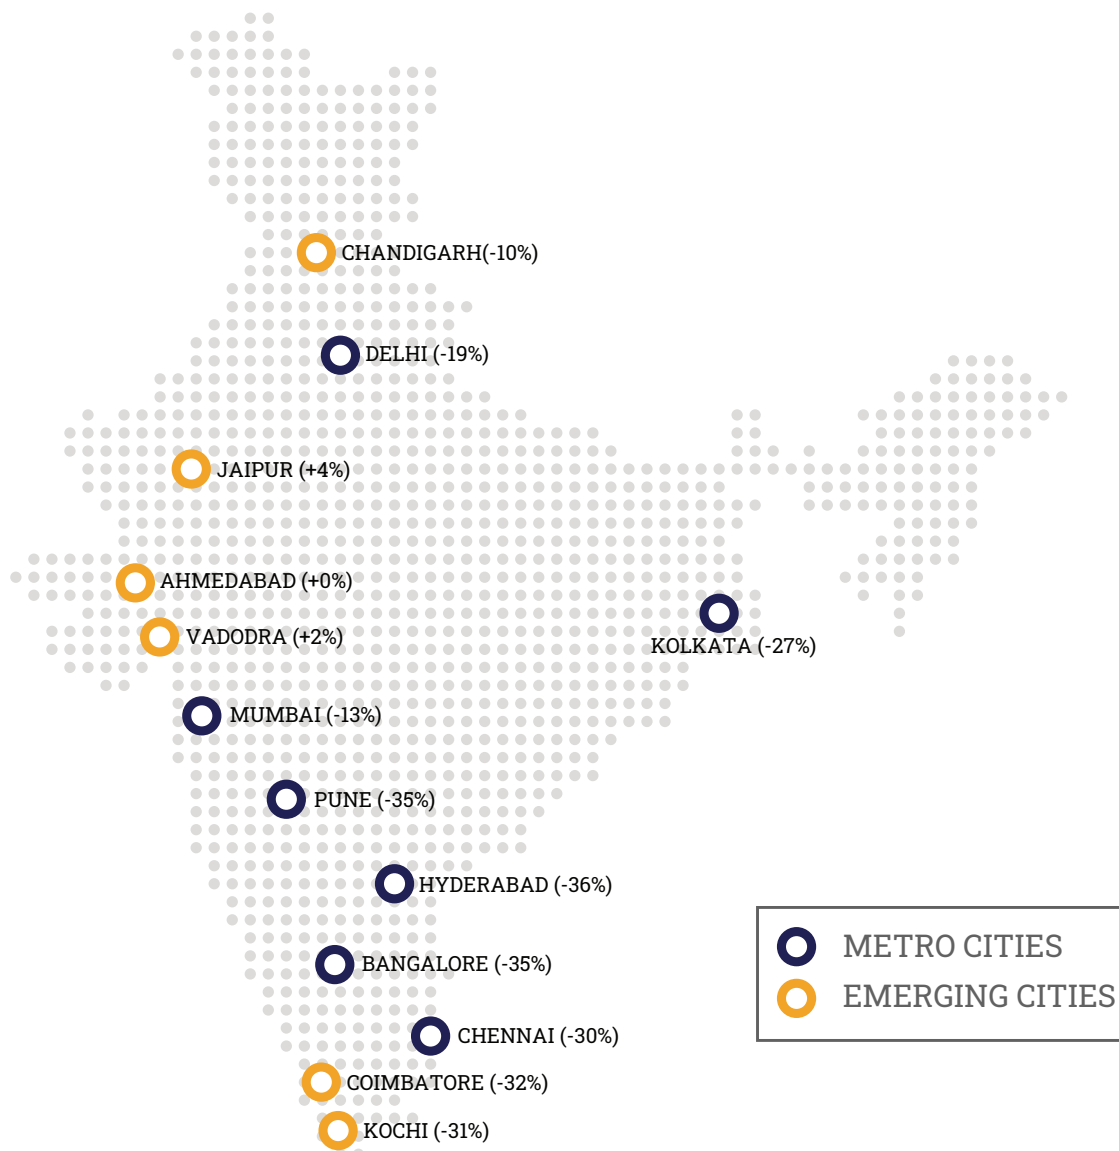 CHANDIGARH(-10%)
DELHI (-19%)
JAIPUR (+4%)
AHMEDABAD (+0%)
VADODRA (+2%)
KOLKATA (-27%)
MUMBAI (-13%)
PUNE (-35%)
HYDERABAD (-36%)
METRO CITIES
BANGALORE (-35%)
EMERGING CITIES
CHENNAI (-30%)
COIMBATORE (-32%)
KOCHI (-31%)